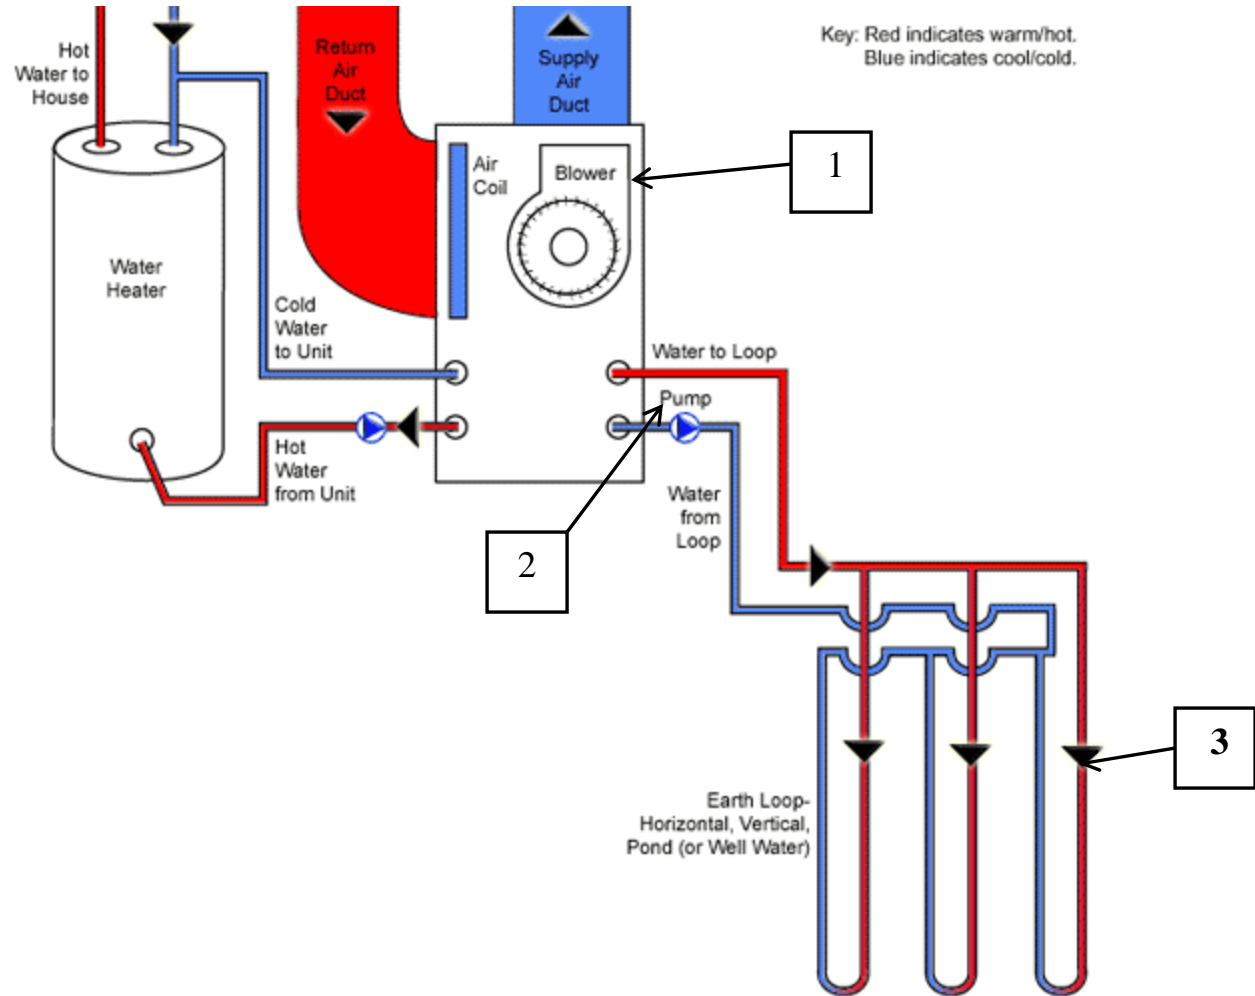 Key: Red indicates warm/hot.
Blue indicates cool/cold.
Hot
Water to
House
Return
Air
Duct
Supply
Air
Duct
Air
Coil
Blower
1
Water
Heater
Cold
Water
to Unit
Water to Loop
Pump
Hot
Water
from Unit
Water
from
Loop
2
3
Earth Loop-
Horizontal, Vertical,
Pond (or Well Water)